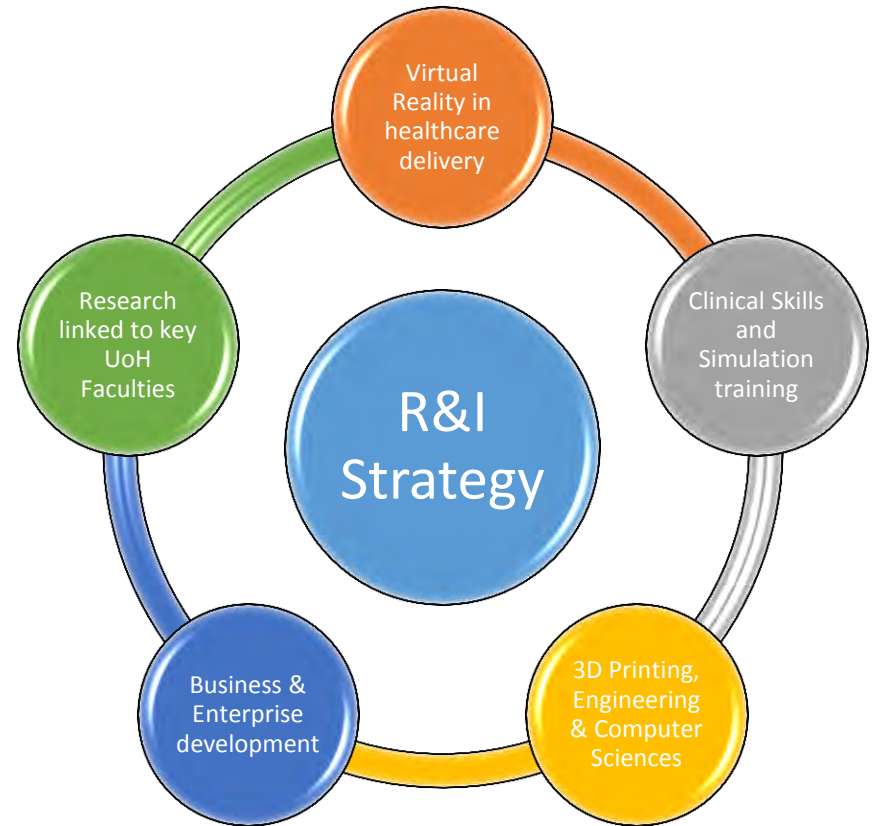 Virtual
Reality in
healthcare
delivery
Clinical Skills
and
Simulation
training
3D Printing,
Engineering
& Computer
Sciences
Business &
Enterprise
development
Research
linked to key
UoH
Faculties
R&I
Strategy